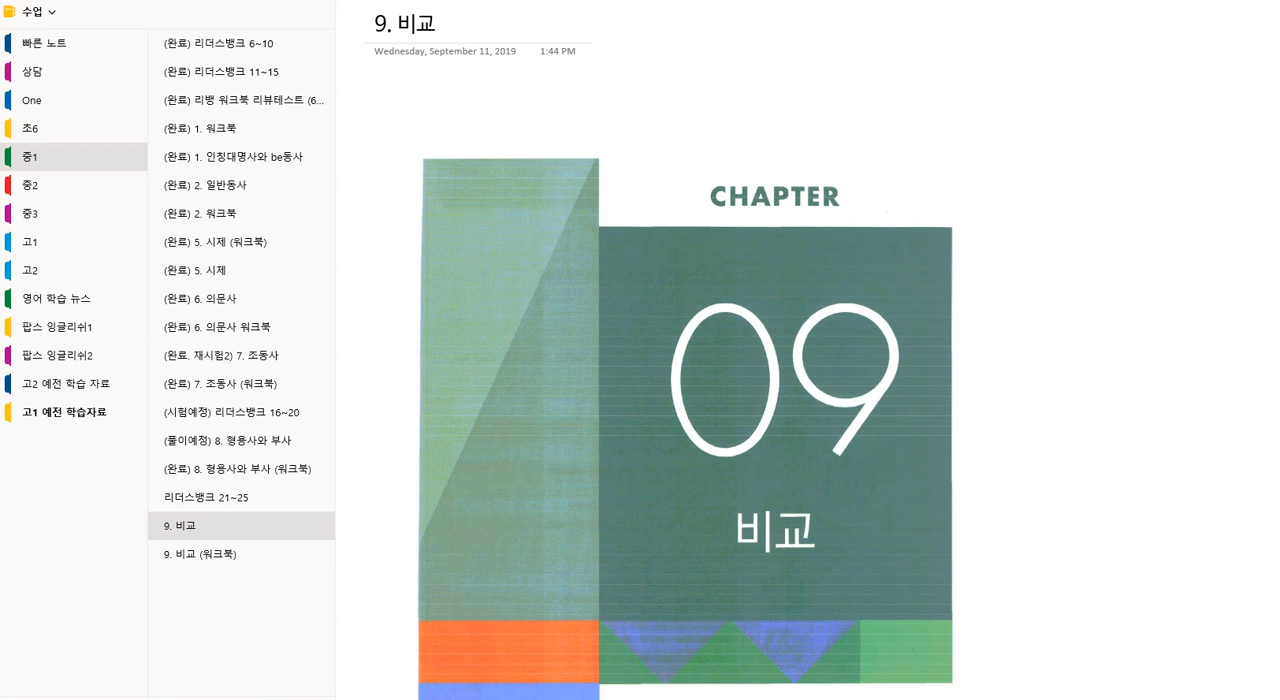 수업
빠른 노트
상담
One
초6
중1
중2
중3
고1
고2
영어 학습 뉴스
팝스 잉글리쉬1
팝스 잉글리쉬2
고2 예전 학습 자료
고1 예전 학습자료
(완료) 리더스뱅크 6~10
(완료) 리더스뱅크 11~15
(완료) 리뱅 워크북 리뷰테스트 (6...
(완료) 1. 워크북
(완료) 1. 인칭대명사와 be동사
(완료) 2. 일반동사
(완료) 2. 워크북
(완료) 5. 시제 (워크북)
(완료) 5. 시제
(완료) 6. 의문사
(완료) 6. 의문사 워크북
(완료. 재시험2) 7. 조동사
(완료) 7. 조동사 (워크북)
(시험예정) 리더스뱅크 16~20
(풀이예정) 8. 형용사와 부사
(완료) 8. 형용사와 부사 (워크북)
리더스뱅크 21~25
9. 비교
9. 비교 (워크북)
9. 비교
Wednesday, September 11, 2019 1:44 PM
CHAPTER
09
비교